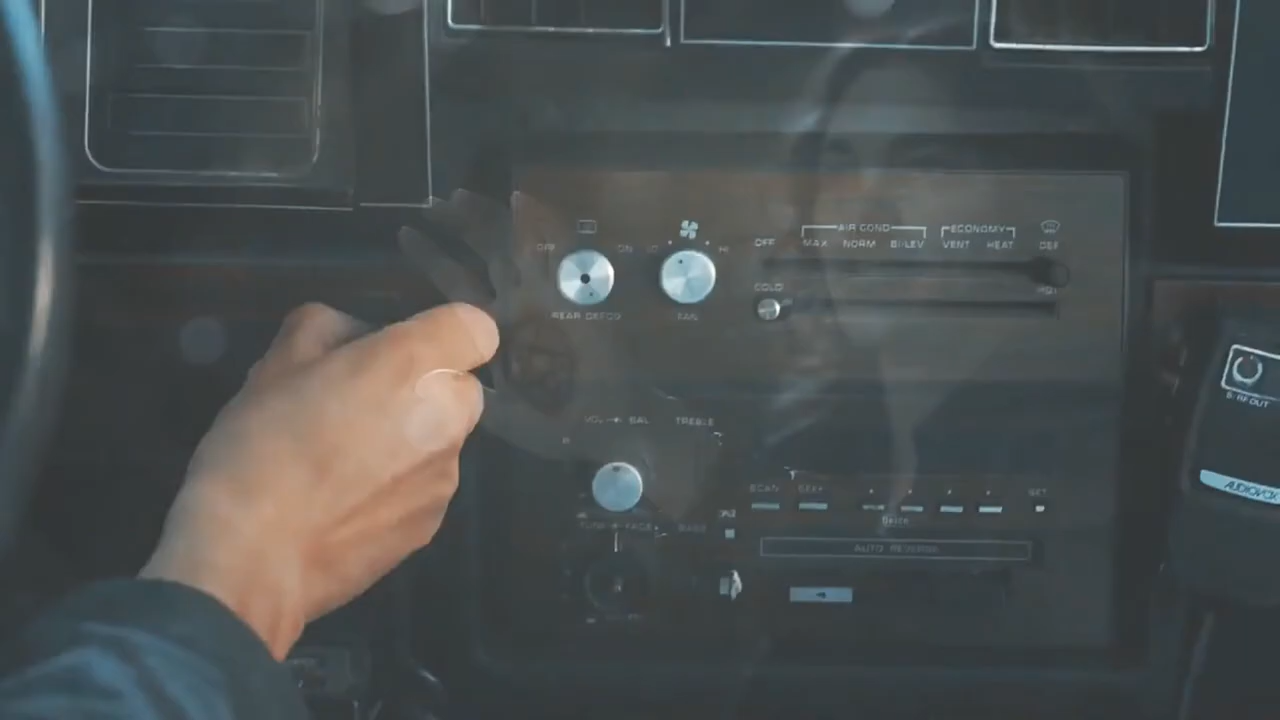 AIR COND
ECONOMY
OFF
ON
LO
HI
OFF
MAX
NORM
BI-LEV
VENT
HEAT
DEF
COLD
HOT
REAR DEFOG
FAN
VOL
BAL
TREBLE
SCAN
SEEK
SET
TUNE
FADE
BASS
AUTO REVERSE
AUDIOVOX